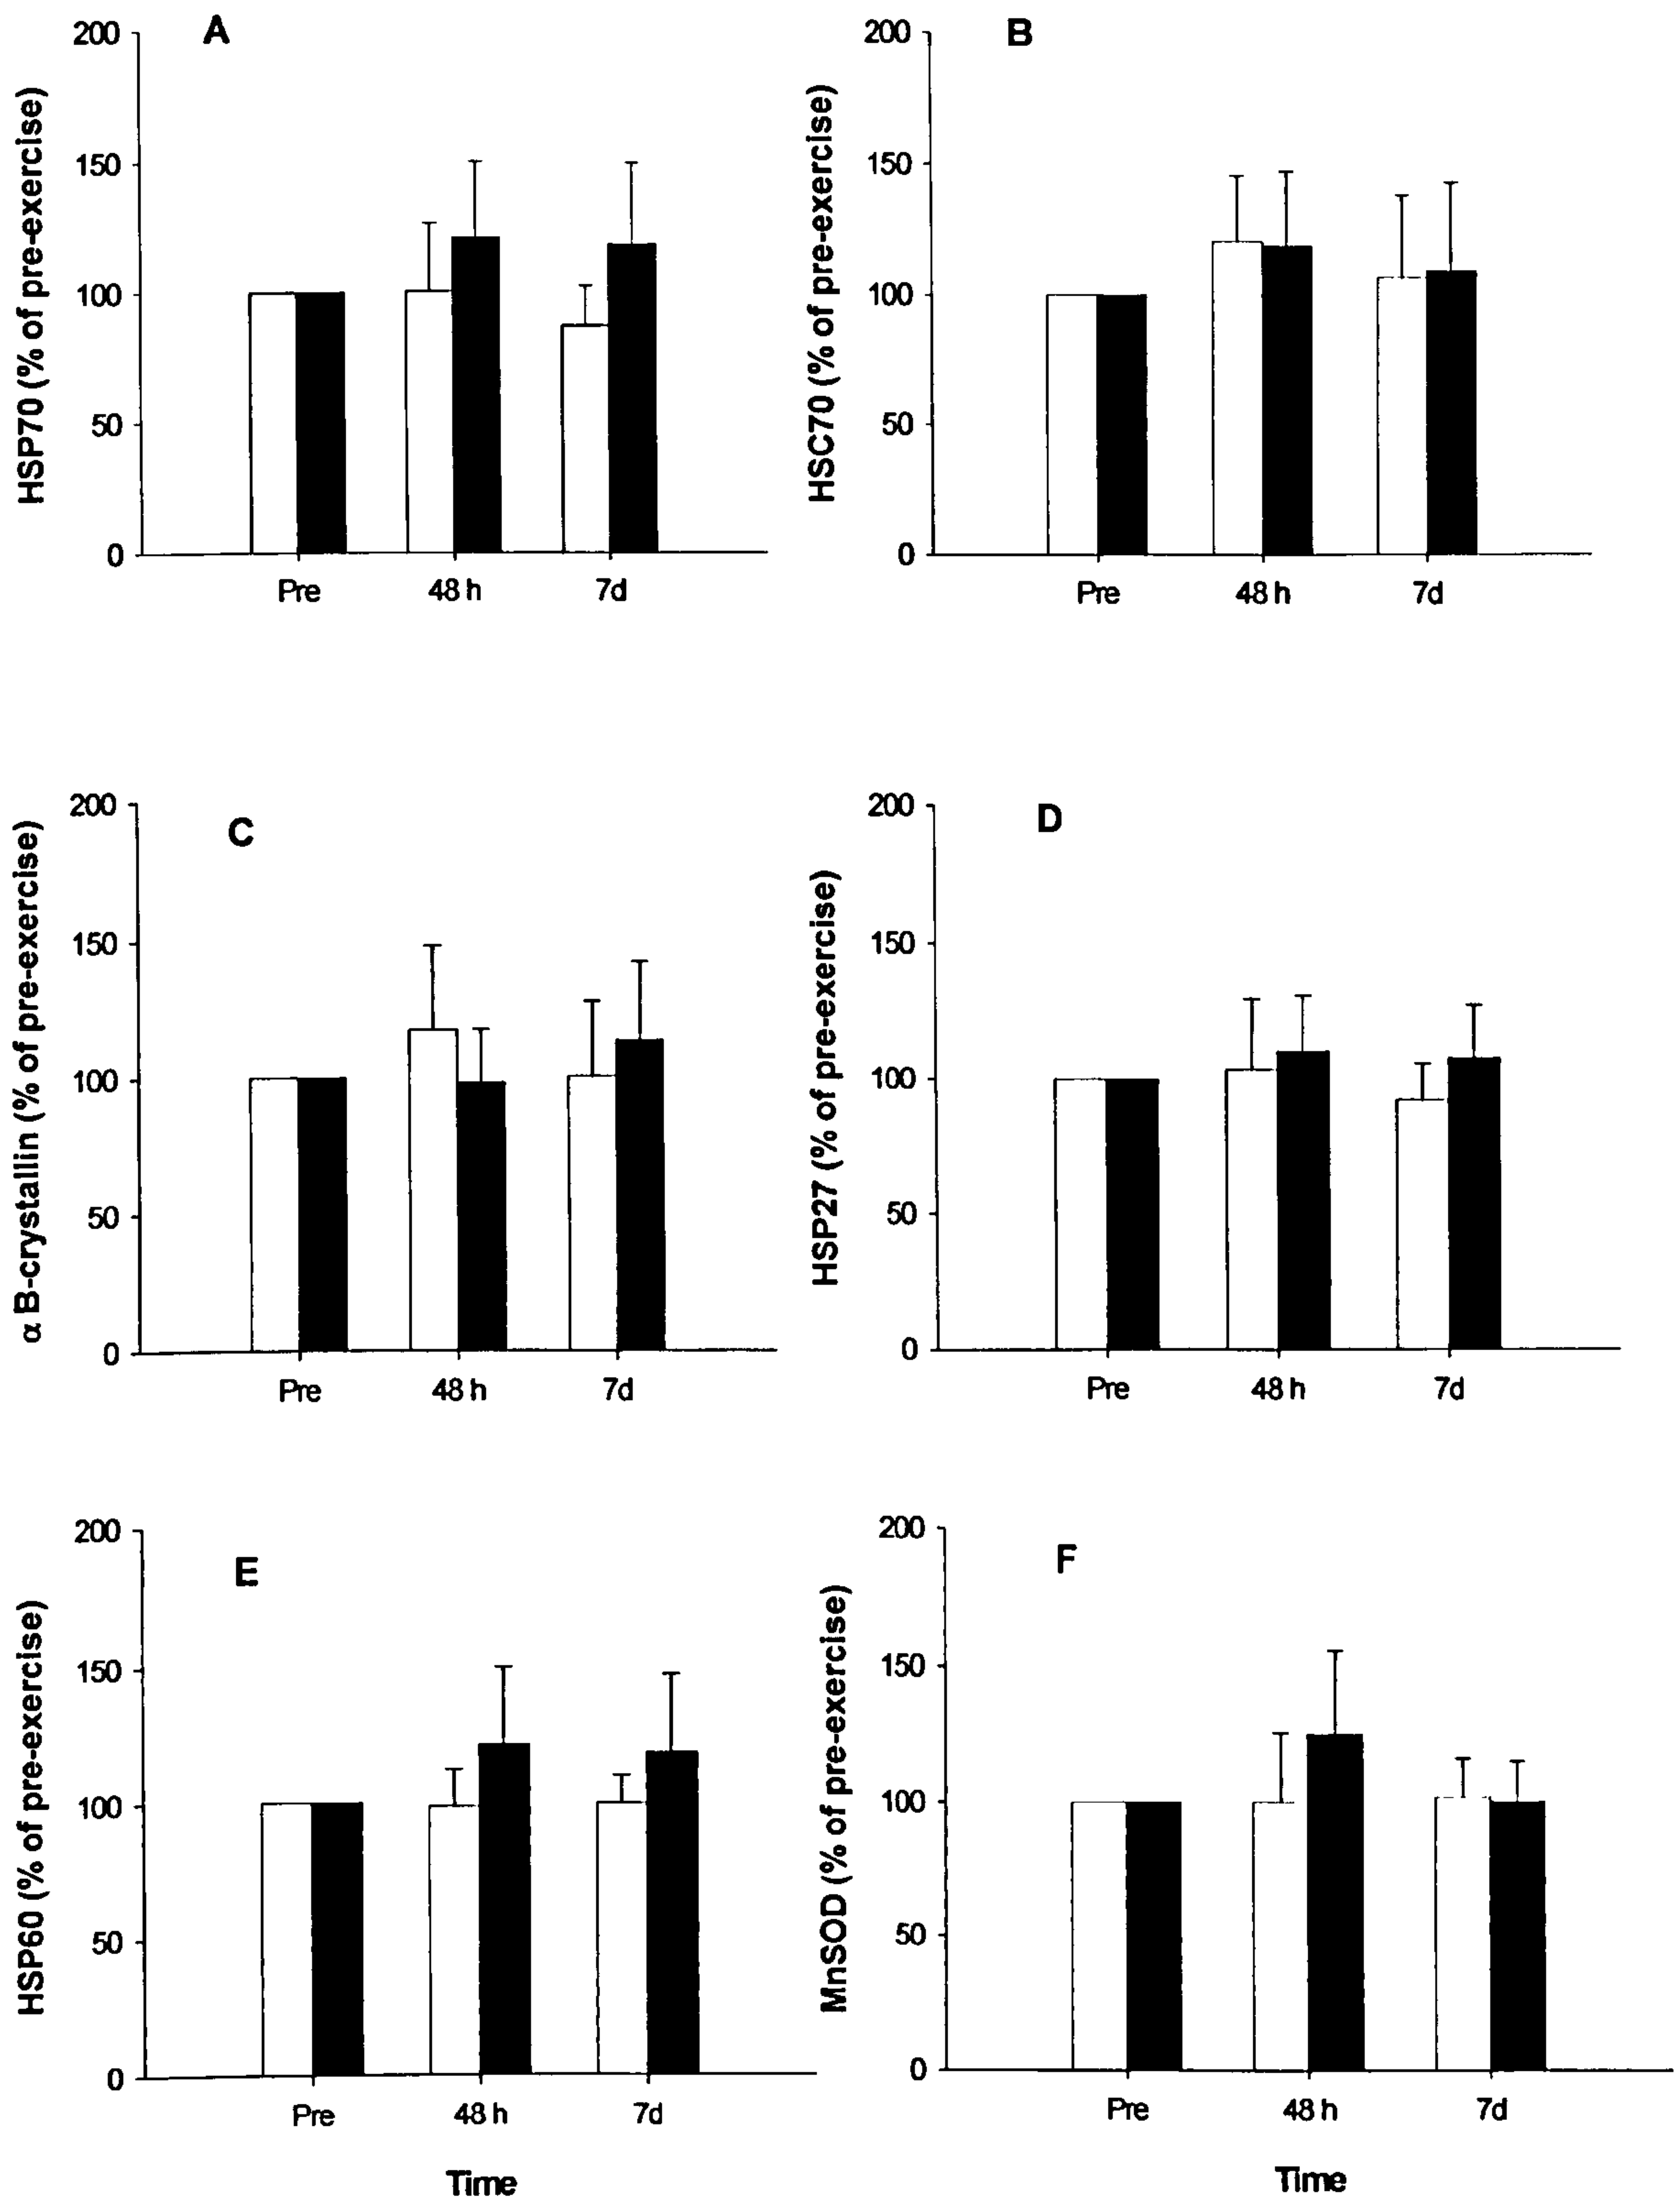 A
HSP70 (% of pre-exercise)
200
150
100
50
0
Pre 48 h 7d
B
HSC70 (% of pre-exercise)
200
150
100
50
0
Pre 48 h 7d
C
α B-crystallin (% of pre-exercise)
200
150
100
50
0
Pre 48 h 7d
D
HSP27 (% of pre-exercise)
200
150
100
50
0
Pre 48 h 7d
E
HSP60 (% of pre-exercise)
200
150
100
50
0
Pre 48 h 7d
Time
F
MnSOD (% of pre-exercise)
200
150
100
50
0
Pre 48 h 7d
Time